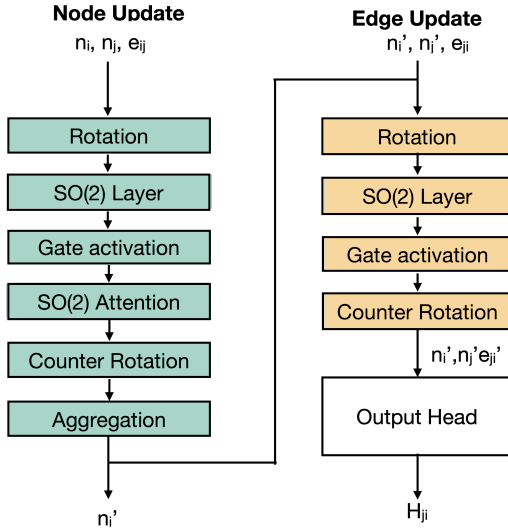 Node Update
nᵢ, nⱼ, eᵢⱼ
Rotation
SO(2) Layer
Gate activation
SO(2) Attention
Counter Rotation
Aggregation
nᵢ’
Edge Update
nᵢ’, nⱼ’, eⱼᵢ
Rotation
SO(2) Layer
Gate activation
Counter Rotation
nᵢ’,nⱼ’eⱼᵢ’
Output Head
Hⱼᵢ